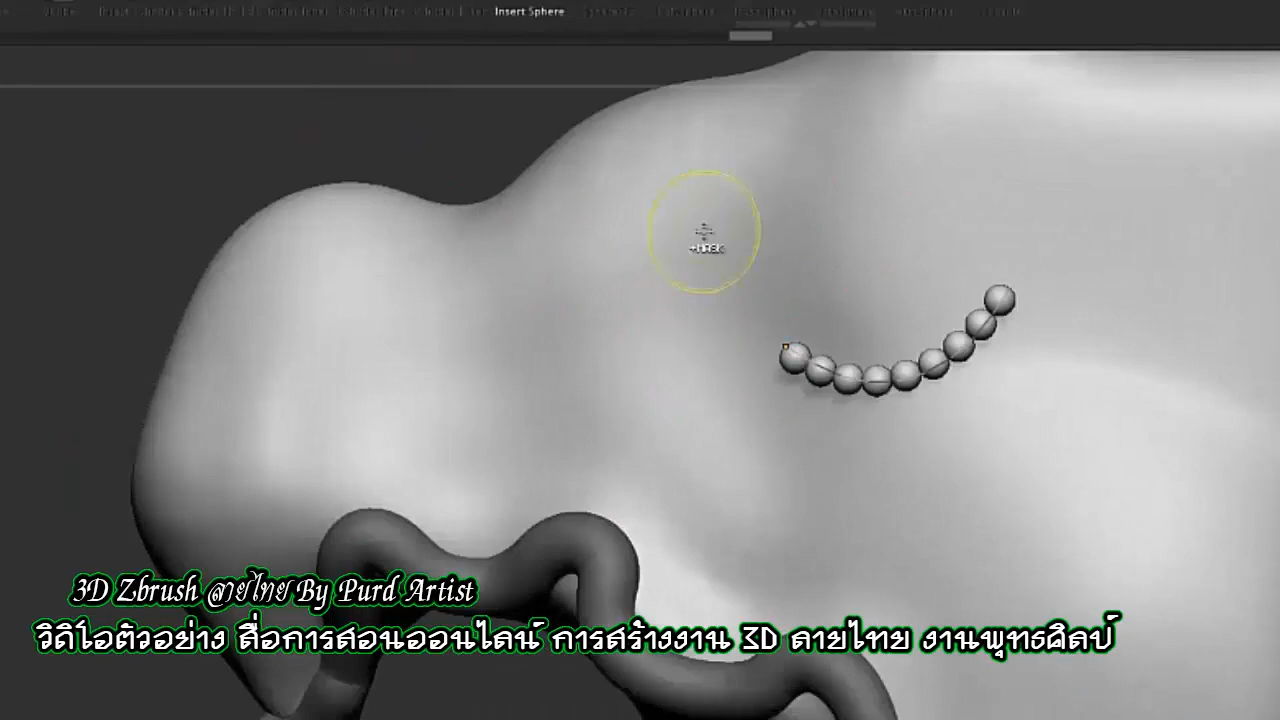 Insert Sphere
+MASK
3D Zbrush ลายไทย By Purd Artist
วิดีโอตัวอย่าง สื่อการสอนออนไลน์ การสร้างงาน 3D ลายไทย งานพุทธศิลป์